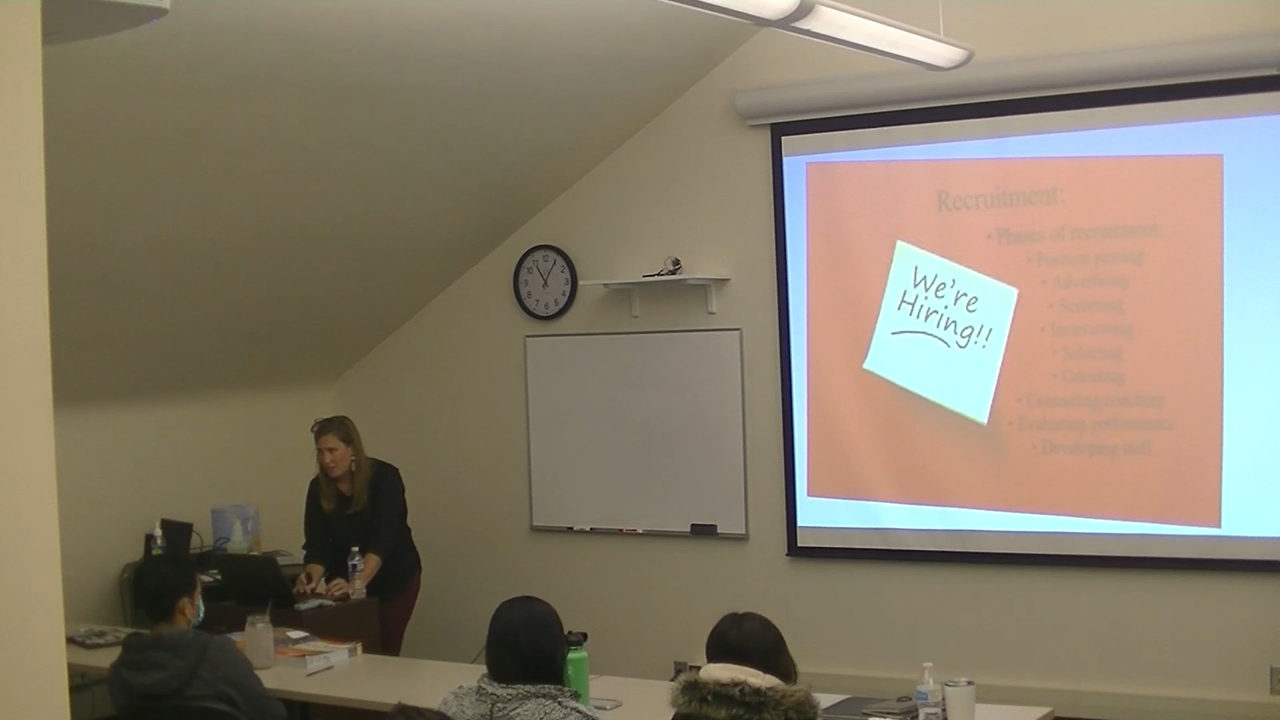 Recruitment:
• Phases of recruitment
• Position posting
• Advertising
• Screening
• Interviewing
• Selecting
• Orienting
• Counseling/coaching
• Evaluating performance
• Developing staff
We're
Hiring!!